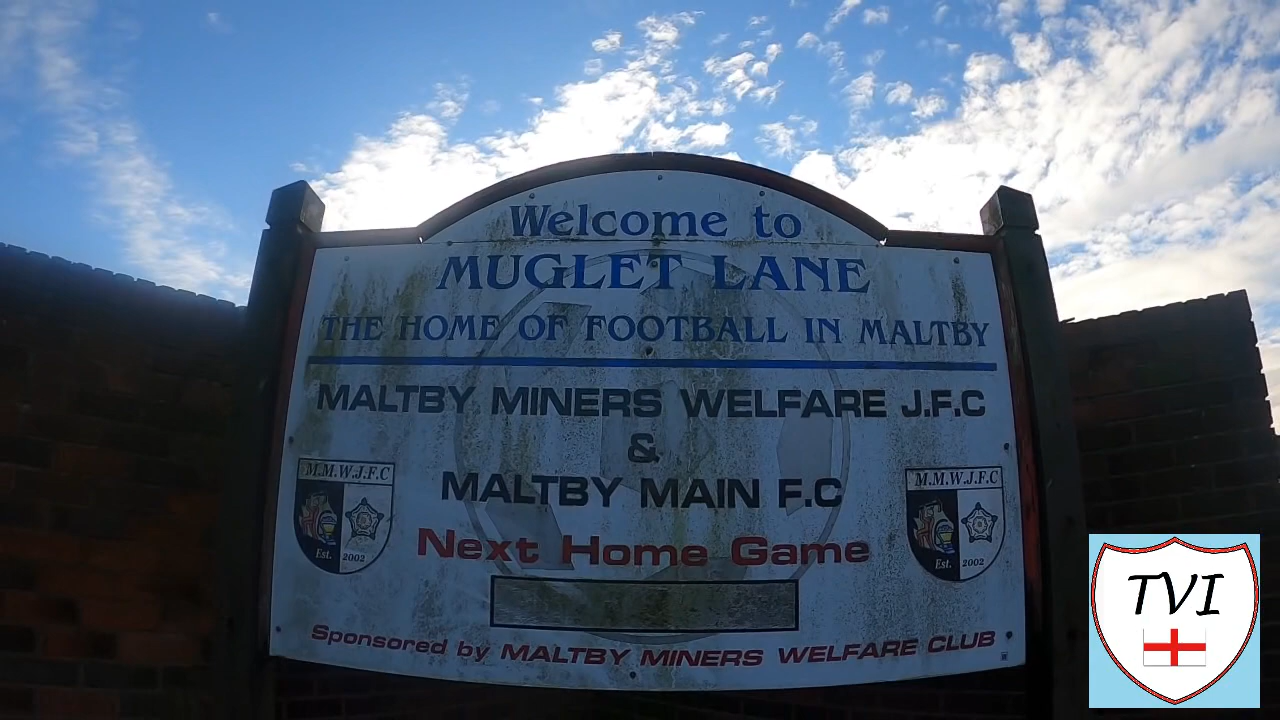 Welcome to
MUGLET LANE
THE HOME OF FOOTBALL IN MALTBY
MALTBY MINERS WELFARE J.F.C
&
MALTBY MAIN F.C
M.M.W.J.F.C
Est. 2002
M.M.W.J.F.C
Est. 2002
Next Home Game
Sponsored by MALTBY MINERS WELFARE CLUB
TVI